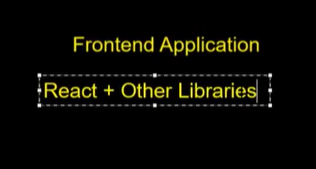 Frontend Application
React + Other Libraries